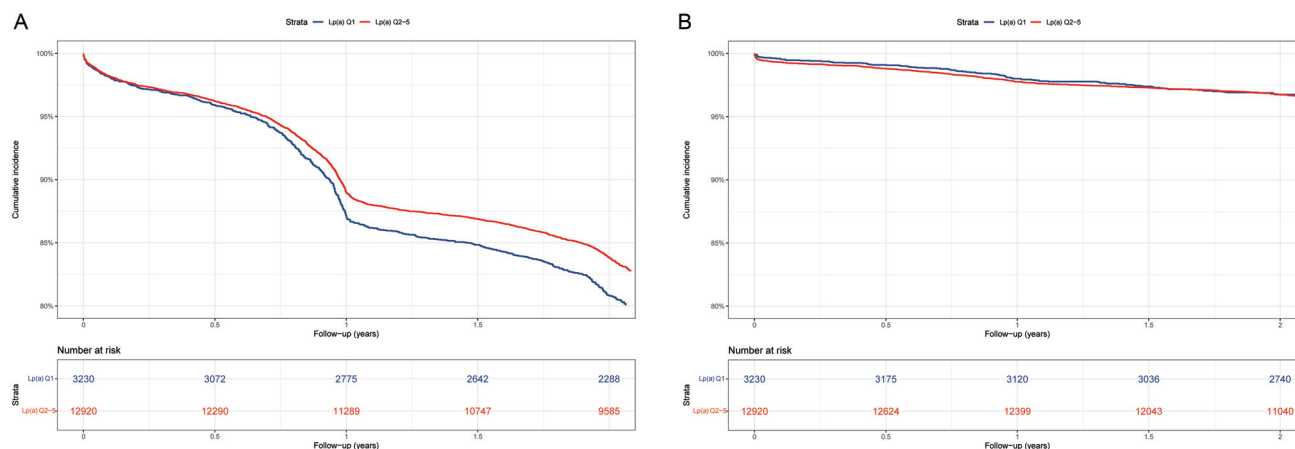 A
Strata Lp(a) Q1 Lp(a) Q2−5
100%
95%
90%
85%
80%
Cumulative incidence
0 0.5 1 1.5
Follow-up (years)
Number at risk
Strata
Lp(a) Q1 3230 3072 2775 2642 2288
Lp(a) Q2−5 12920 12290 11289 10747 9585
0 0.5 1 1.5
Follow-up (years)
B
Strata Lp(a) Q1 Lp(a) Q2−5
100%
95%
90%
85%
80%
Cumulative incidence
0 0.5 1 1.5 2
Follow-up (years)
Number at risk
Strata
Lp(a) Q1 3230 3175 3120 3036 2740
Lp(a) Q2−5 12920 12624 12399 12043 11040
0 0.5 1 1.5 2
Follow-up (years)